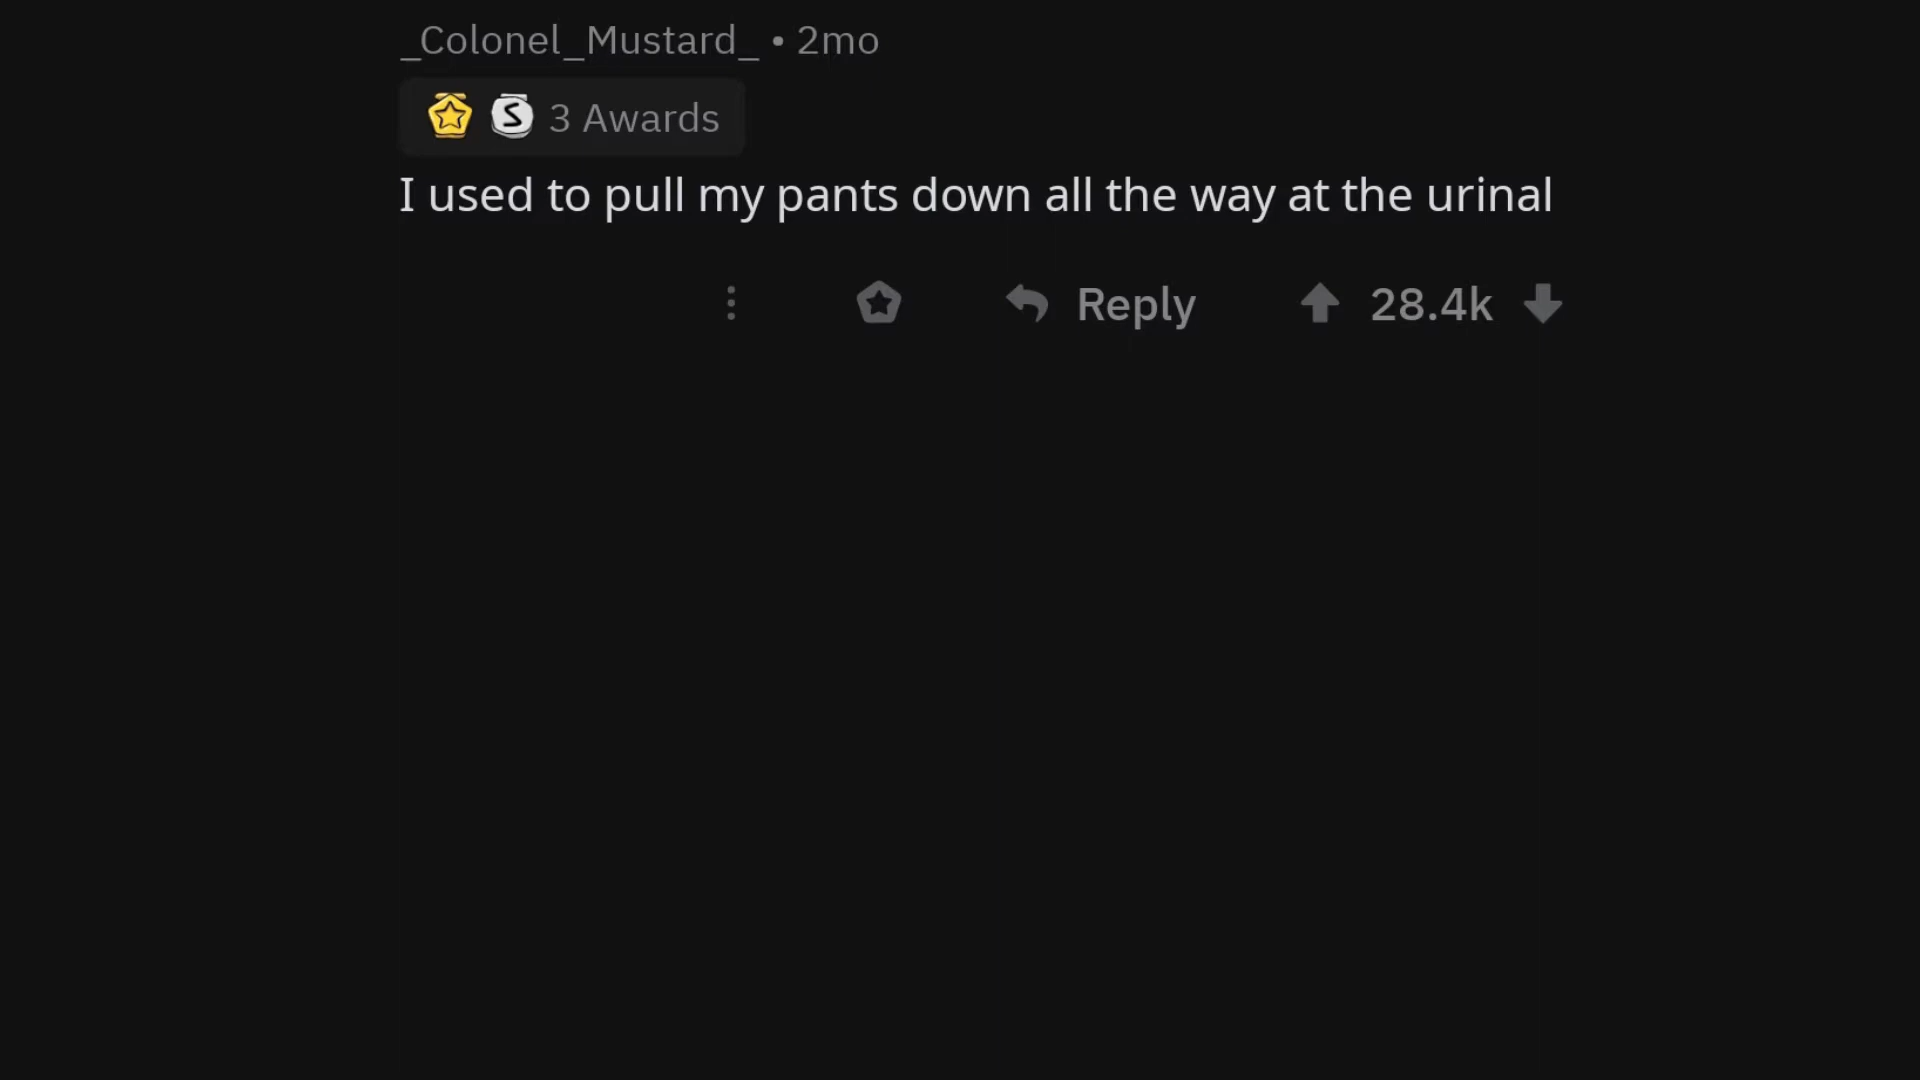 _Colonel_Mustard_ • 2mo
S 3 Awards
I used to pull my pants down all the way at the urinal
Reply 28.4k